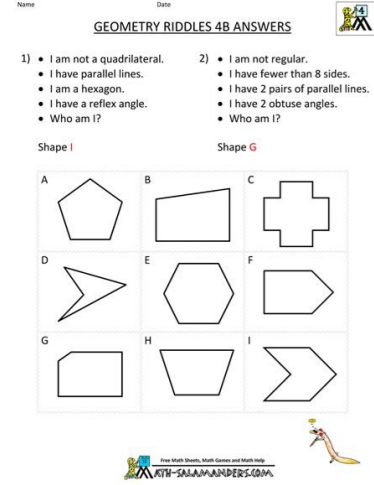 Name Date
GEOMETRY RIDDLES 4B ANSWERS
1) • I am not a quadrilateral.
• I have parallel lines.
• I am a hexagon.
• I have a reflex angle.
• Who am I?
Shape I
2) • I am not regular.
• I have fewer than 8 sides.
• I have 2 pairs of parallel lines.
• I have 2 obtuse angles.
• Who am I?
Shape G
A B C
D E F
G H I
Free Math Sheets, Math Games and Math Help
MATH-SALAMANDERS.COM